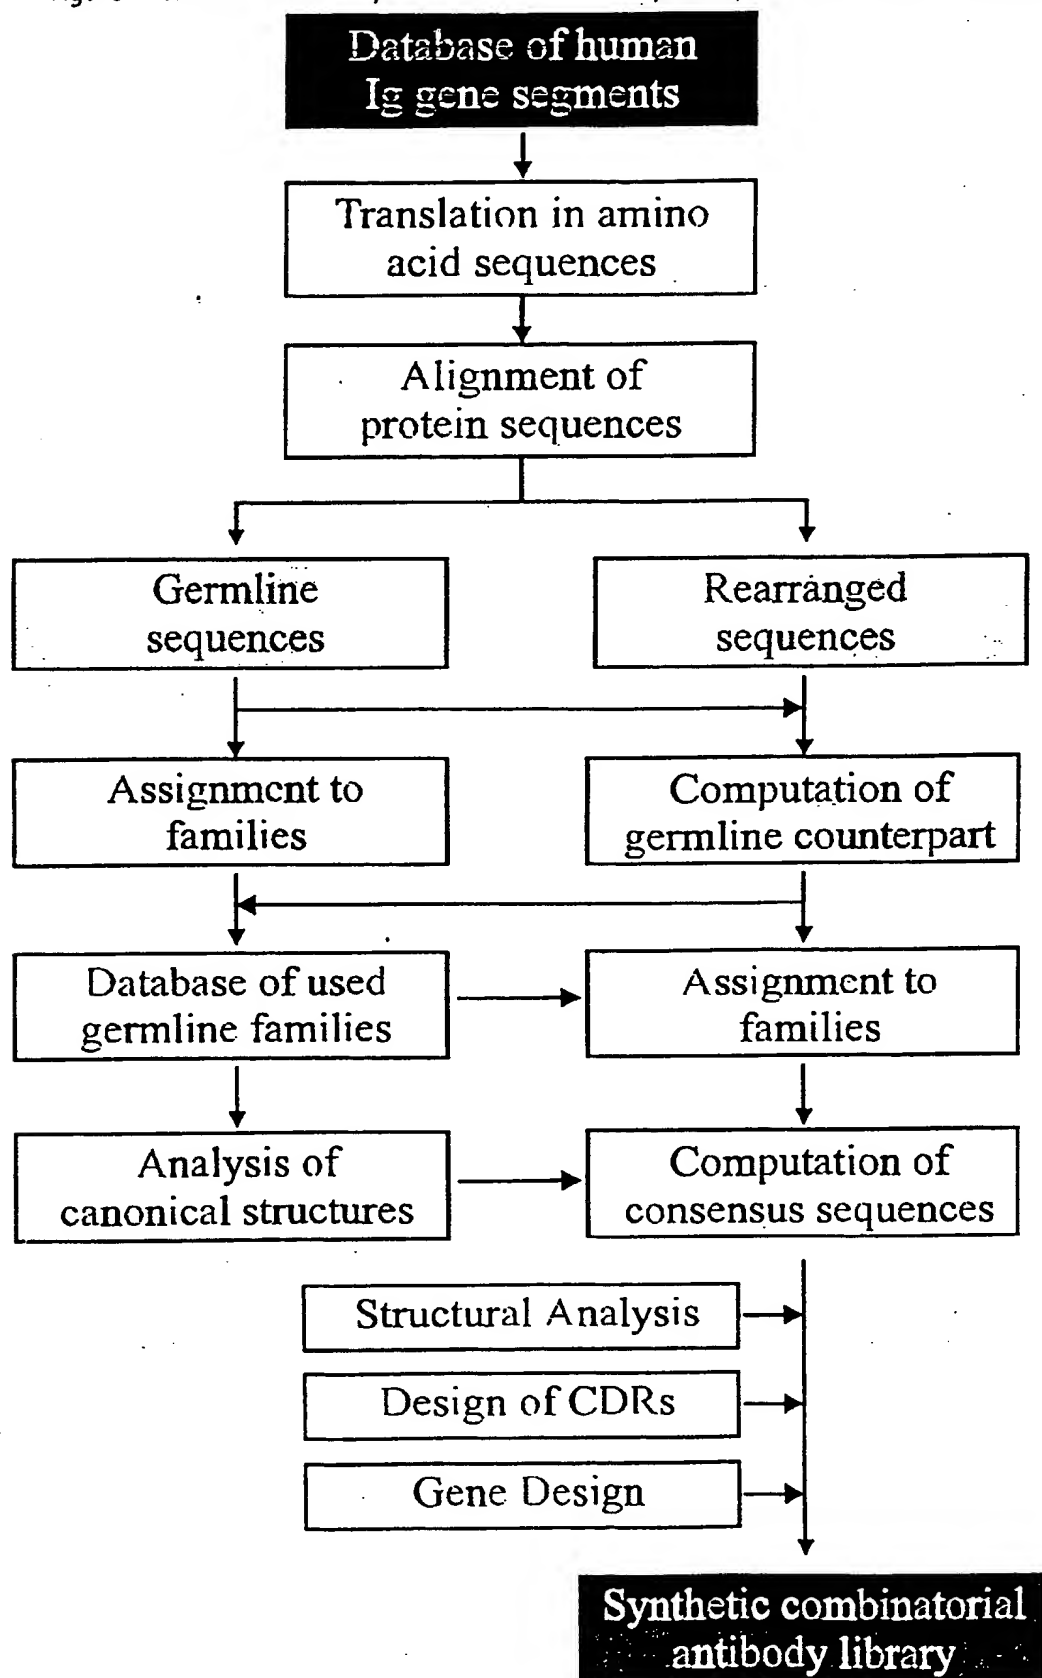 Database of human
Ig gene segments
Translation in amino
acid sequences
Alignment of
protein sequences
Germline
sequences
Rearranged
sequences
Assignment to
families
Computation of
germline counterpart
Database of used
germline families
Assignment to
families
Analysis of
canonical structures
Computation of
consensus sequences
Structural Analysis
Design of CDRs
Gene Design
Synthetic combinatorial
antibody library